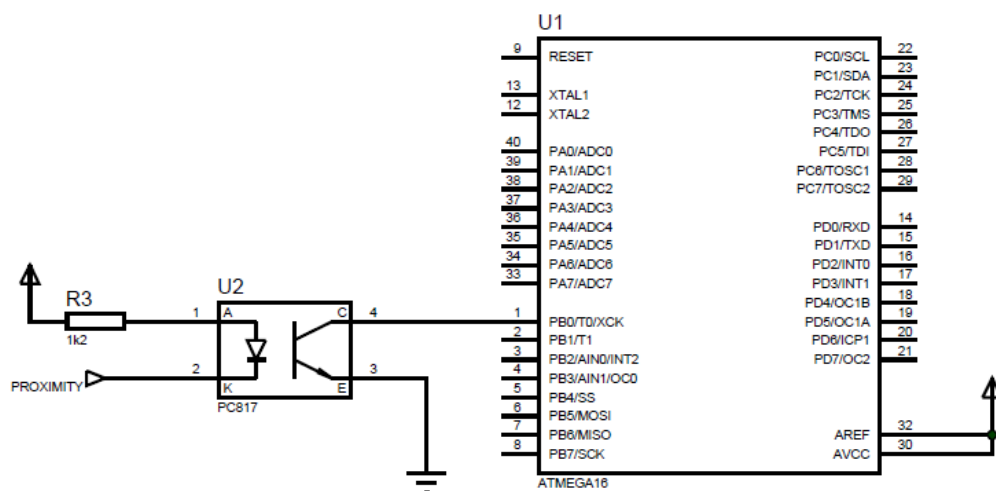 U1
9 RESET PC0/SCL 22
PC1/SDA 23
13 XTAL1 PC2/TCK 24
12 XTAL2 PC3/TMS 25
PC4/TDO 26
40 PA0/ADC0 PC5/TDI 27
39 PA1/ADC1 PC6/TOSC1 28
38 PA2/ADC2 PC7/TOSC2 29
37 PA3/ADC3
36 PA4/ADC4 PD0/RXD 14
35 PA5/ADC5 PD1/TXD 15
34 PA6/ADC6 PD2/INT0 16
33 PA7/ADC7 PD3/INT1 17
PD4/OC1B 18
1 PB0/T0/XCK PD5/OC1A 19
2 PB1/T1 PD6/ICP1 20
3 PB2/AIN0/INT2 PD7/OC2 21
4 PB3/AIN1/OC0
5 PB4/SS
6 PB5/MOSI
7 PB6/MISO AREF 32
8 PB7/SCK AVCC 30
ATMEGA16
U2
R3
1k2
1 A C 4
PROXIMITY 2 K E 3
PC817